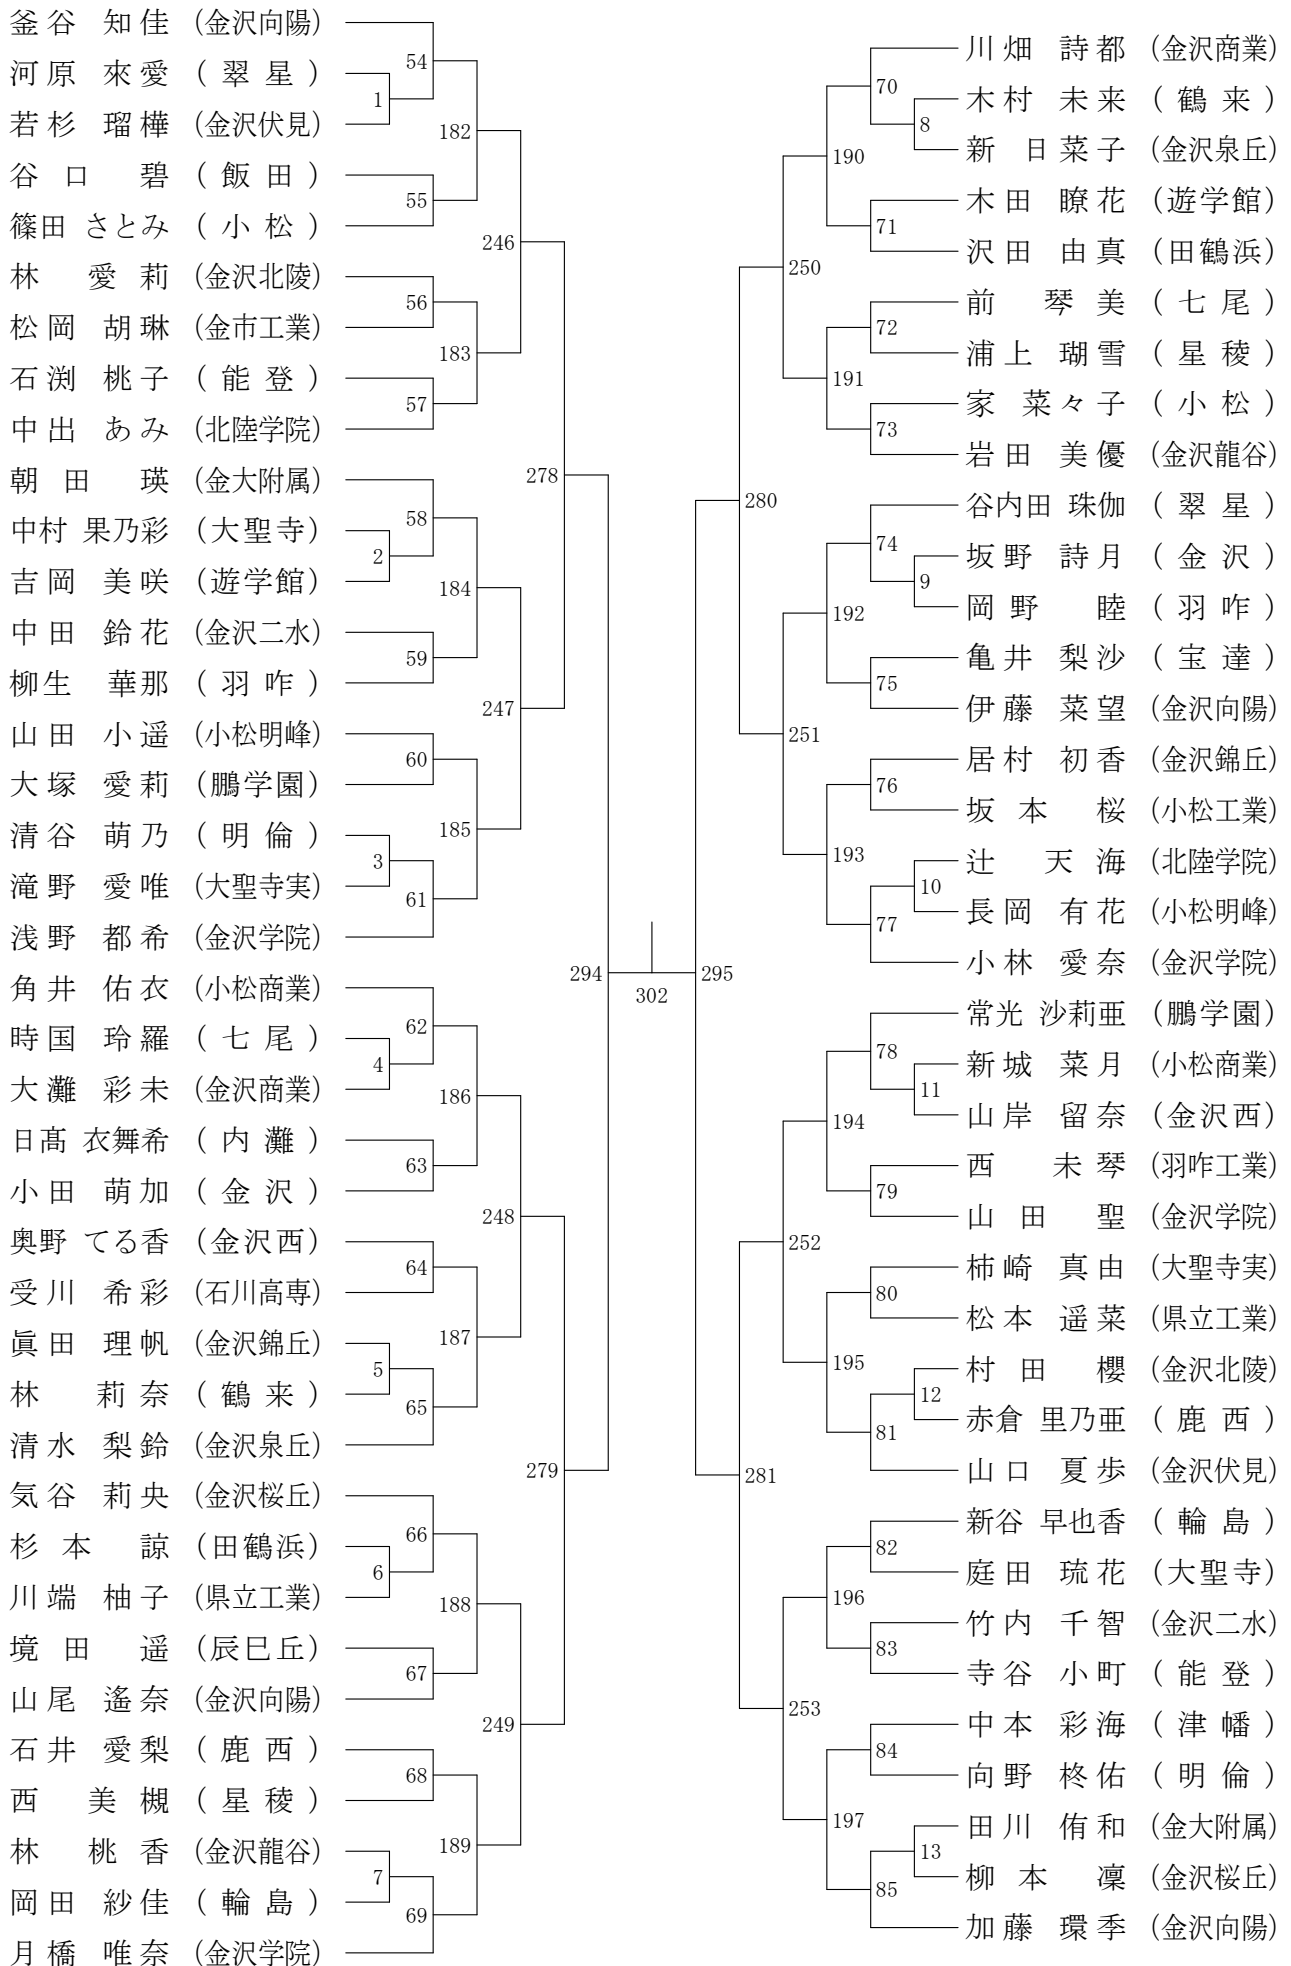 釜谷 知佳 (金沢向陽)
河原 來愛 (翠星)
若杉 瑠樺 (金沢伏見)
谷口 碧 (飯田)
篠田 さとみ (小松)
林 愛莉 (金沢北陵)
松岡 胡琳 (金市工業)
石渕 桃子 (能登)
中出 あみ (北陸学院)
朝田 瑛 (金大附属)
中村 果乃彩 (大聖寺)
吉岡 美咲 (遊学館)
中田 鈴花 (金沢二水)
柳生 華那 (羽咋)
山田 小遥 (小松明峰)
大塚 愛莉 (鵬学園)
清谷 萌乃 (明倫)
滝野 愛唯 (大聖寺実)
浅野 都希 (金沢学院)
角井 佑衣 (小松商業)
時国 玲羅 (七尾)
大灘 彩未 (金沢商業)
日髙 衣舞希 (内灘)
小田 萌加 (金沢)
奥野 てる香 (金沢西)
受川 希彩 (石川高専)
眞田 理帆 (金沢錦丘)
林 莉奈 (鶴来)
清水 梨鈴 (金沢泉丘)
気谷 莉央 (金沢桜丘)
杉本 諒 (田鶴浜)
川端 柚子 (県立工業)
境田 遥 (辰巳丘)
山尾 遙奈 (金沢向陽)
石井 愛梨 (鹿西)
西 美槻 (星稜)
林 桃香 (金沢龍谷)
岡田 紗佳 (輪島)
月橋 唯奈 (金沢学院)
1
2
3
4
5
6
7
54
55
56
57
58
59
60
61
62
63
64
65
66
67
68
69
182
183
184
185
186
187
188
189
246
247
248
249
278
279
294
302
295
280
281
250
251
252
253
190
191
192
193
194
195
196
197
70
71
72
73
74
75
76
77
78
79
80
81
82
83
84
85
8
9
10
11
12
13
川畑 詩都 (金沢商業)
木村 未来 (鶴来)
新 日菜子 (金沢泉丘)
木田 瞭花 (遊学館)
沢田 由真 (田鶴浜)
前 琴美 (七尾)
浦上 瑚雪 (星稜)
家 菜々子 (小松)
岩田 美優 (金沢龍谷)
谷内田 珠伽 (翠星)
坂野 詩月 (金沢)
岡野 睦 (羽咋)
亀井 梨沙 (宝達)
伊藤 菜望 (金沢向陽)
居村 初香 (金沢錦丘)
坂本 桜 (小松工業)
辻 天海 (北陸学院)
長岡 有花 (小松明峰)
小林 愛奈 (金沢学院)
常光 沙莉亜 (鵬学園)
新城 菜月 (小松商業)
山岸 留奈 (金沢西)
西 未琴 (羽咋工業)
山田 聖 (金沢学院)
柿崎 真由 (大聖寺実)
松本 遥菜 (県立工業)
村田 櫻 (金沢北陵)
赤倉 里乃亜 (鹿西)
山口 夏歩 (金沢伏見)
新谷 早也香 (輪島)
庭田 琉花 (大聖寺)
竹内 千智 (金沢二水)
寺谷 小町 (能登)
中本 彩海 (津幡)
向野 柊佑 (明倫)
田川 侑和 (金大附属)
柳本 凜 (金沢桜丘)
加藤 環季 (金沢向陽)